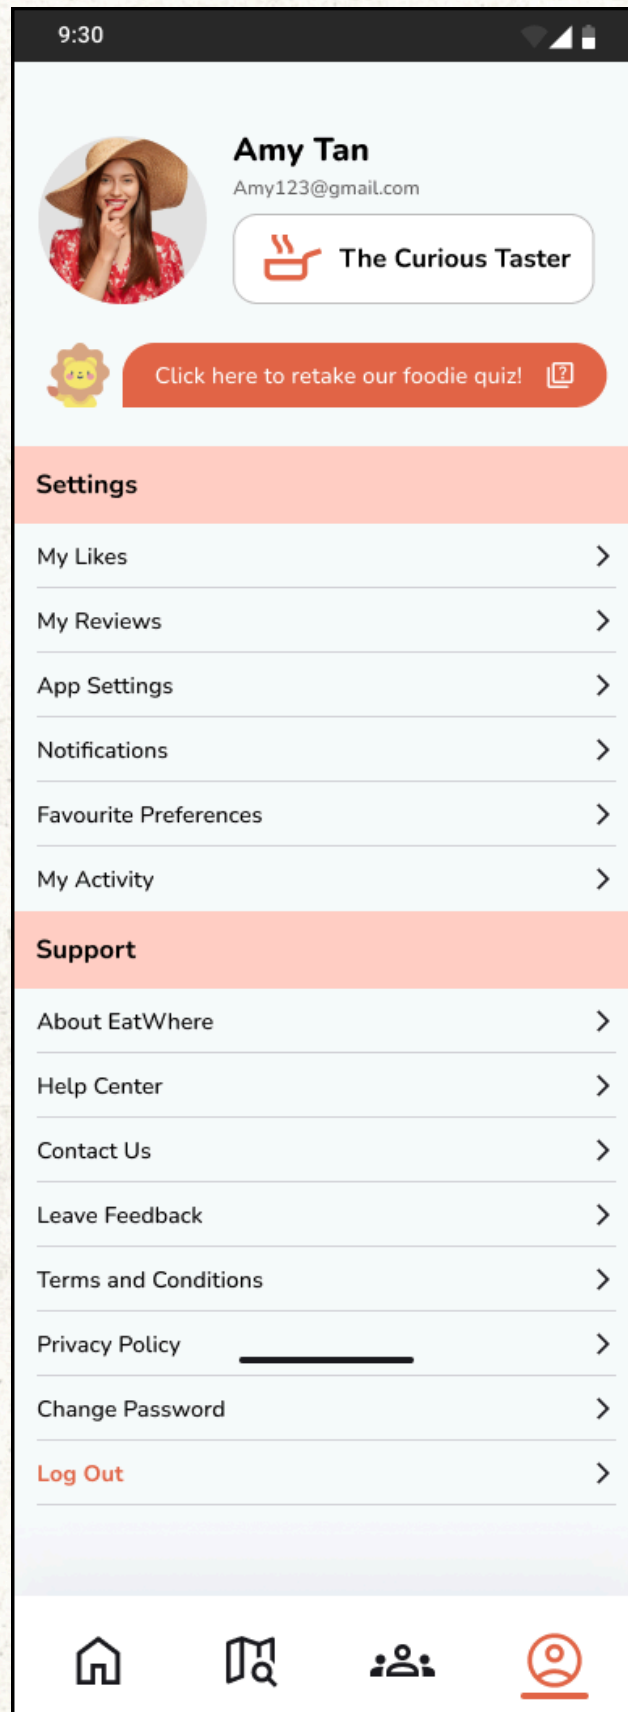 9:30
Amy Tan
Amy123@gmail.com
The Curious Taster
Click here to retake our foodie quiz!
Settings
My Likes
My Reviews
App Settings
Notifications
Favourite Preferences
My Activity
Support
About EatWhere
Help Center
Contact Us
Leave Feedback
Terms and Conditions
Privacy Policy
Change Password
Log Out